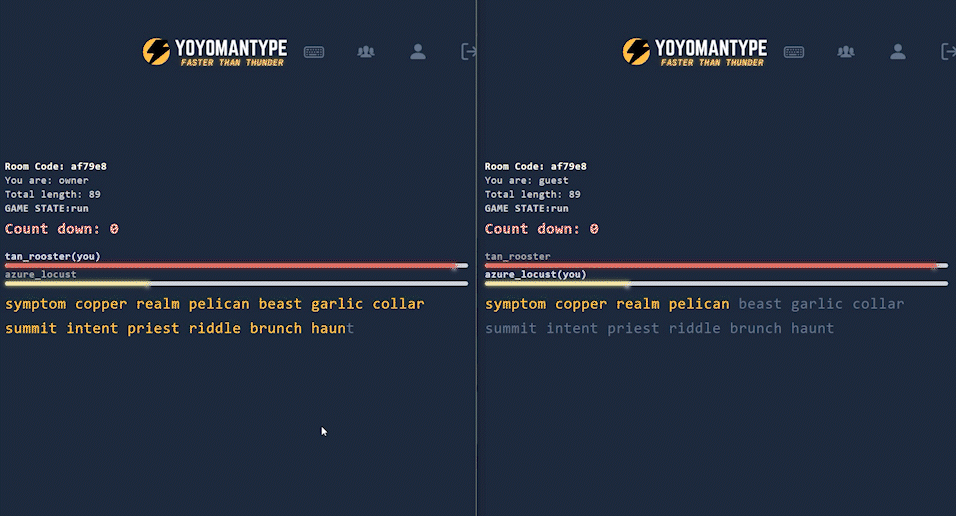 YOYOMANTYPE
FASTER THAN THUNDER
Room Code: af79e8
You are: owner
Total length: 89
GAME STATE:run
Count down: 0
tan_rooster(you)
azure_locust
symptom copper realm pelican beast garlic collar
summit intent priest riddle brunch haunt
YOYOMANTYPE
FASTER THAN THUNDER
Room Code: af79e8
You are: guest
Total length: 89
GAME STATE:run
Count down: 0
tan_rooster
azure_locust(you)
symptom copper realm pelican beast garlic collar
summit intent priest riddle brunch haunt